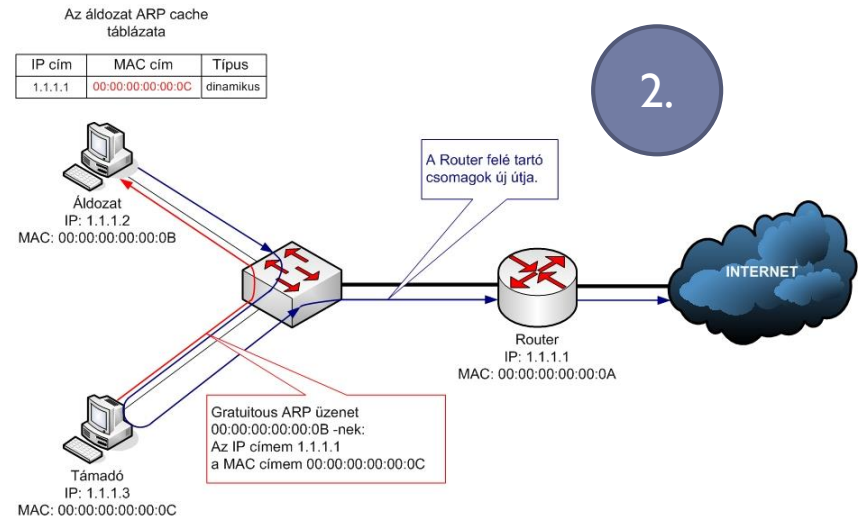 Az áldozat ARP cache
táblázata
IP cím MAC cím Típus
1.1.1.1 00:00:00:00:00:0C dinamikus
2.
A Router felé tartó
csomagok új útja.
Áldozat
IP: 1.1.1.2
MAC: 00:00:00:00:00:0B
INTERNET
Router
IP: 1.1.1.1
MAC: 00:00:00:00:00:0A
Gratuitous ARP üzenet
00:00:00:00:00:0B -nek:
Az IP címem 1.1.1.1
a MAC címem 00:00:00:00:00:0C
Támadó
IP: 1.1.1.3
MAC: 00:00:00:00:00:0C